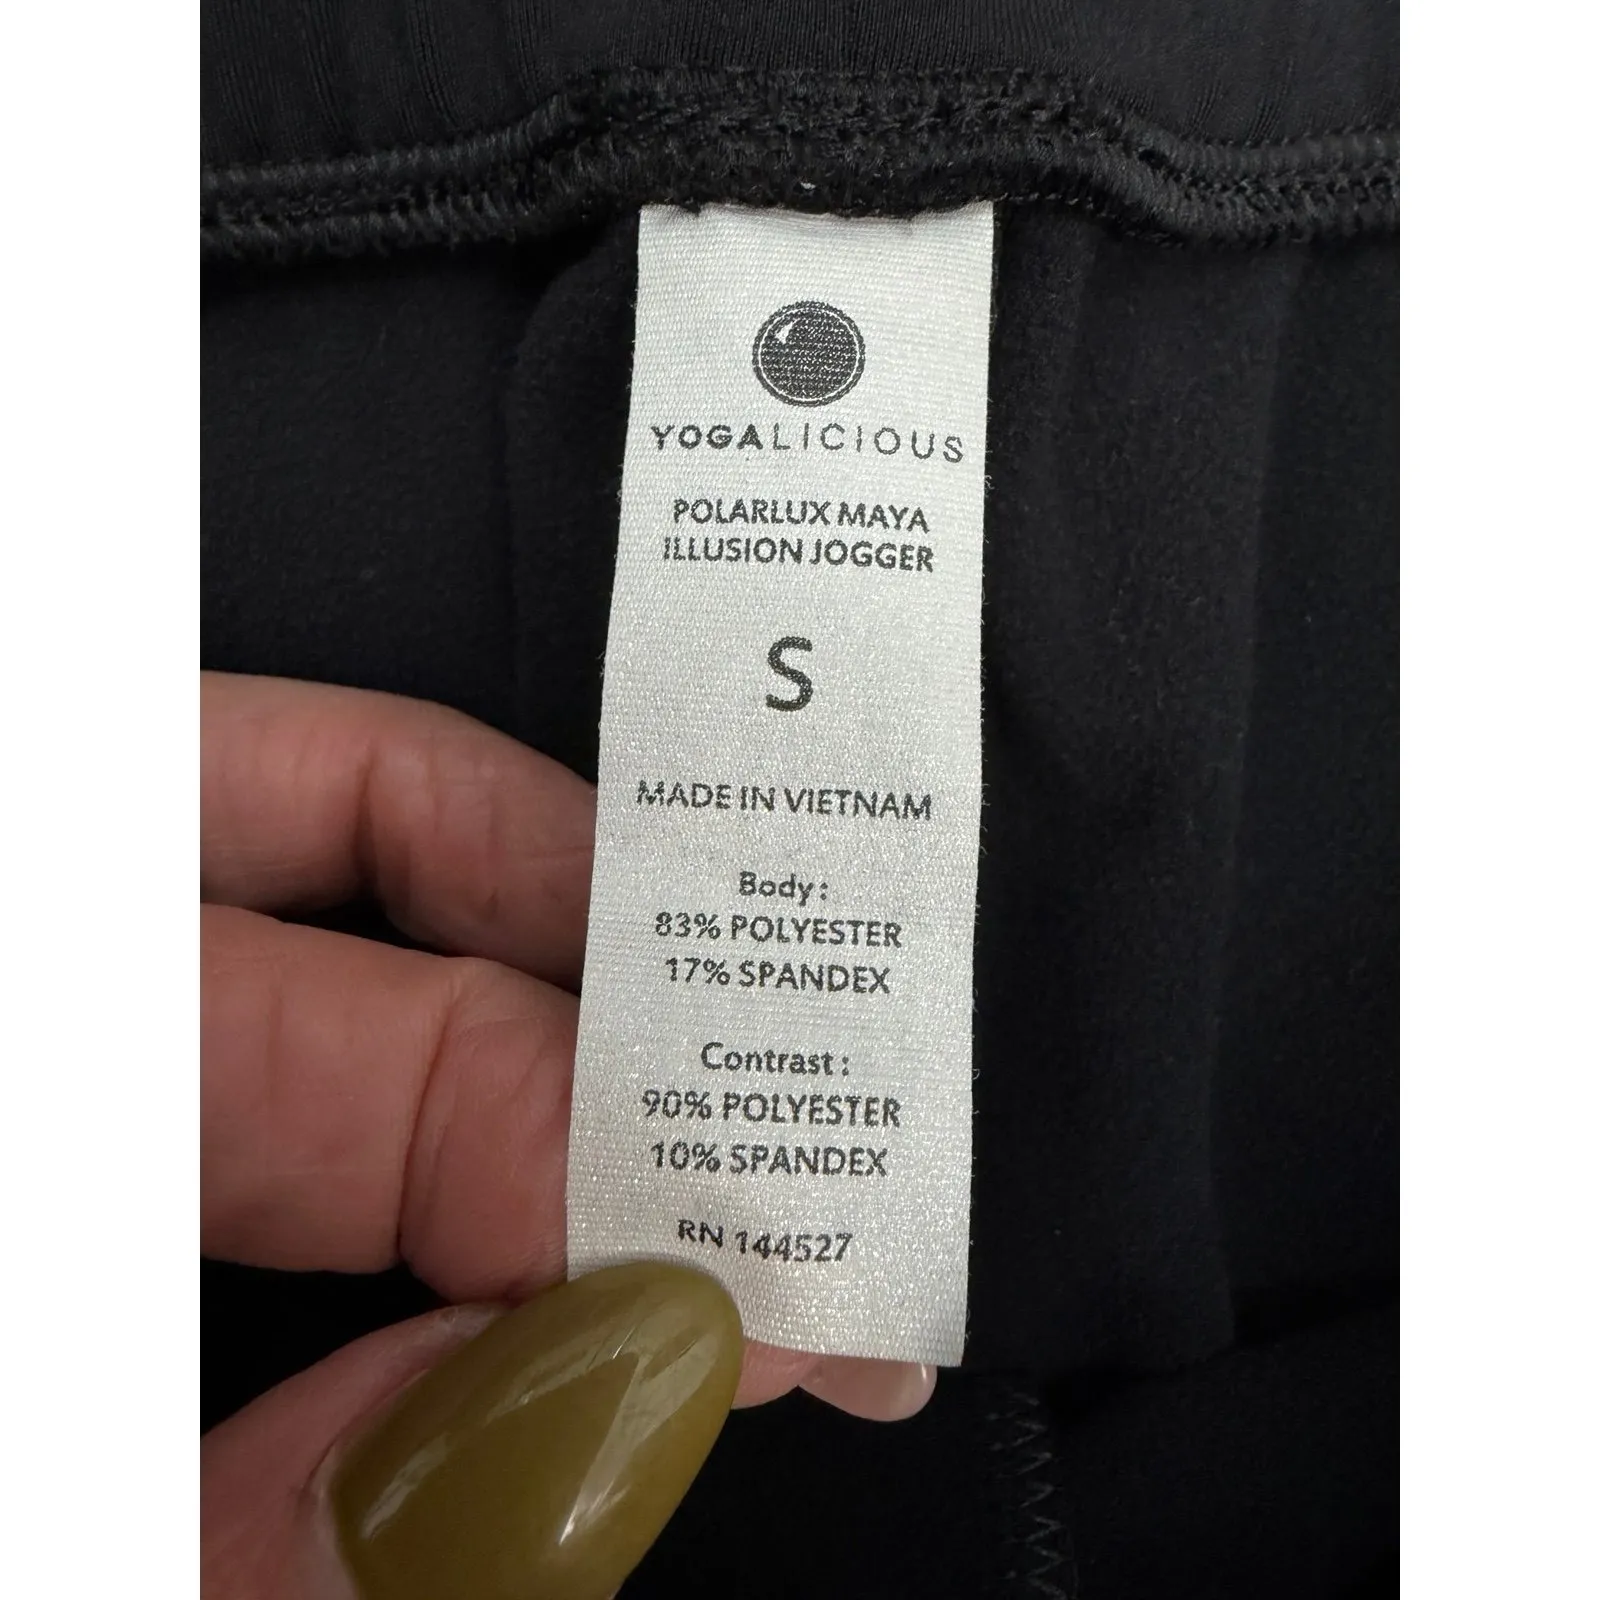 YOGALICIOUS
POLARLUX MAYA
ILLUSION JOGGER
S
MADE IN VIETNAM
Body:
83% POLYESTER
17% SPANDEX
Contrast:
90% POLYESTER
10% SPANDEX
RN 144527